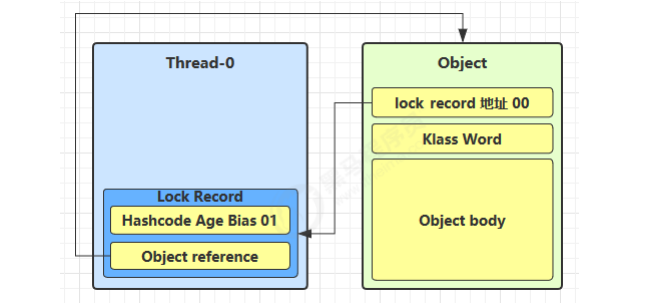 Thread-0
Lock Record
Hashcode Age Bias 01
Object reference
Object
lock record 地址 00
Klass Word
Object body